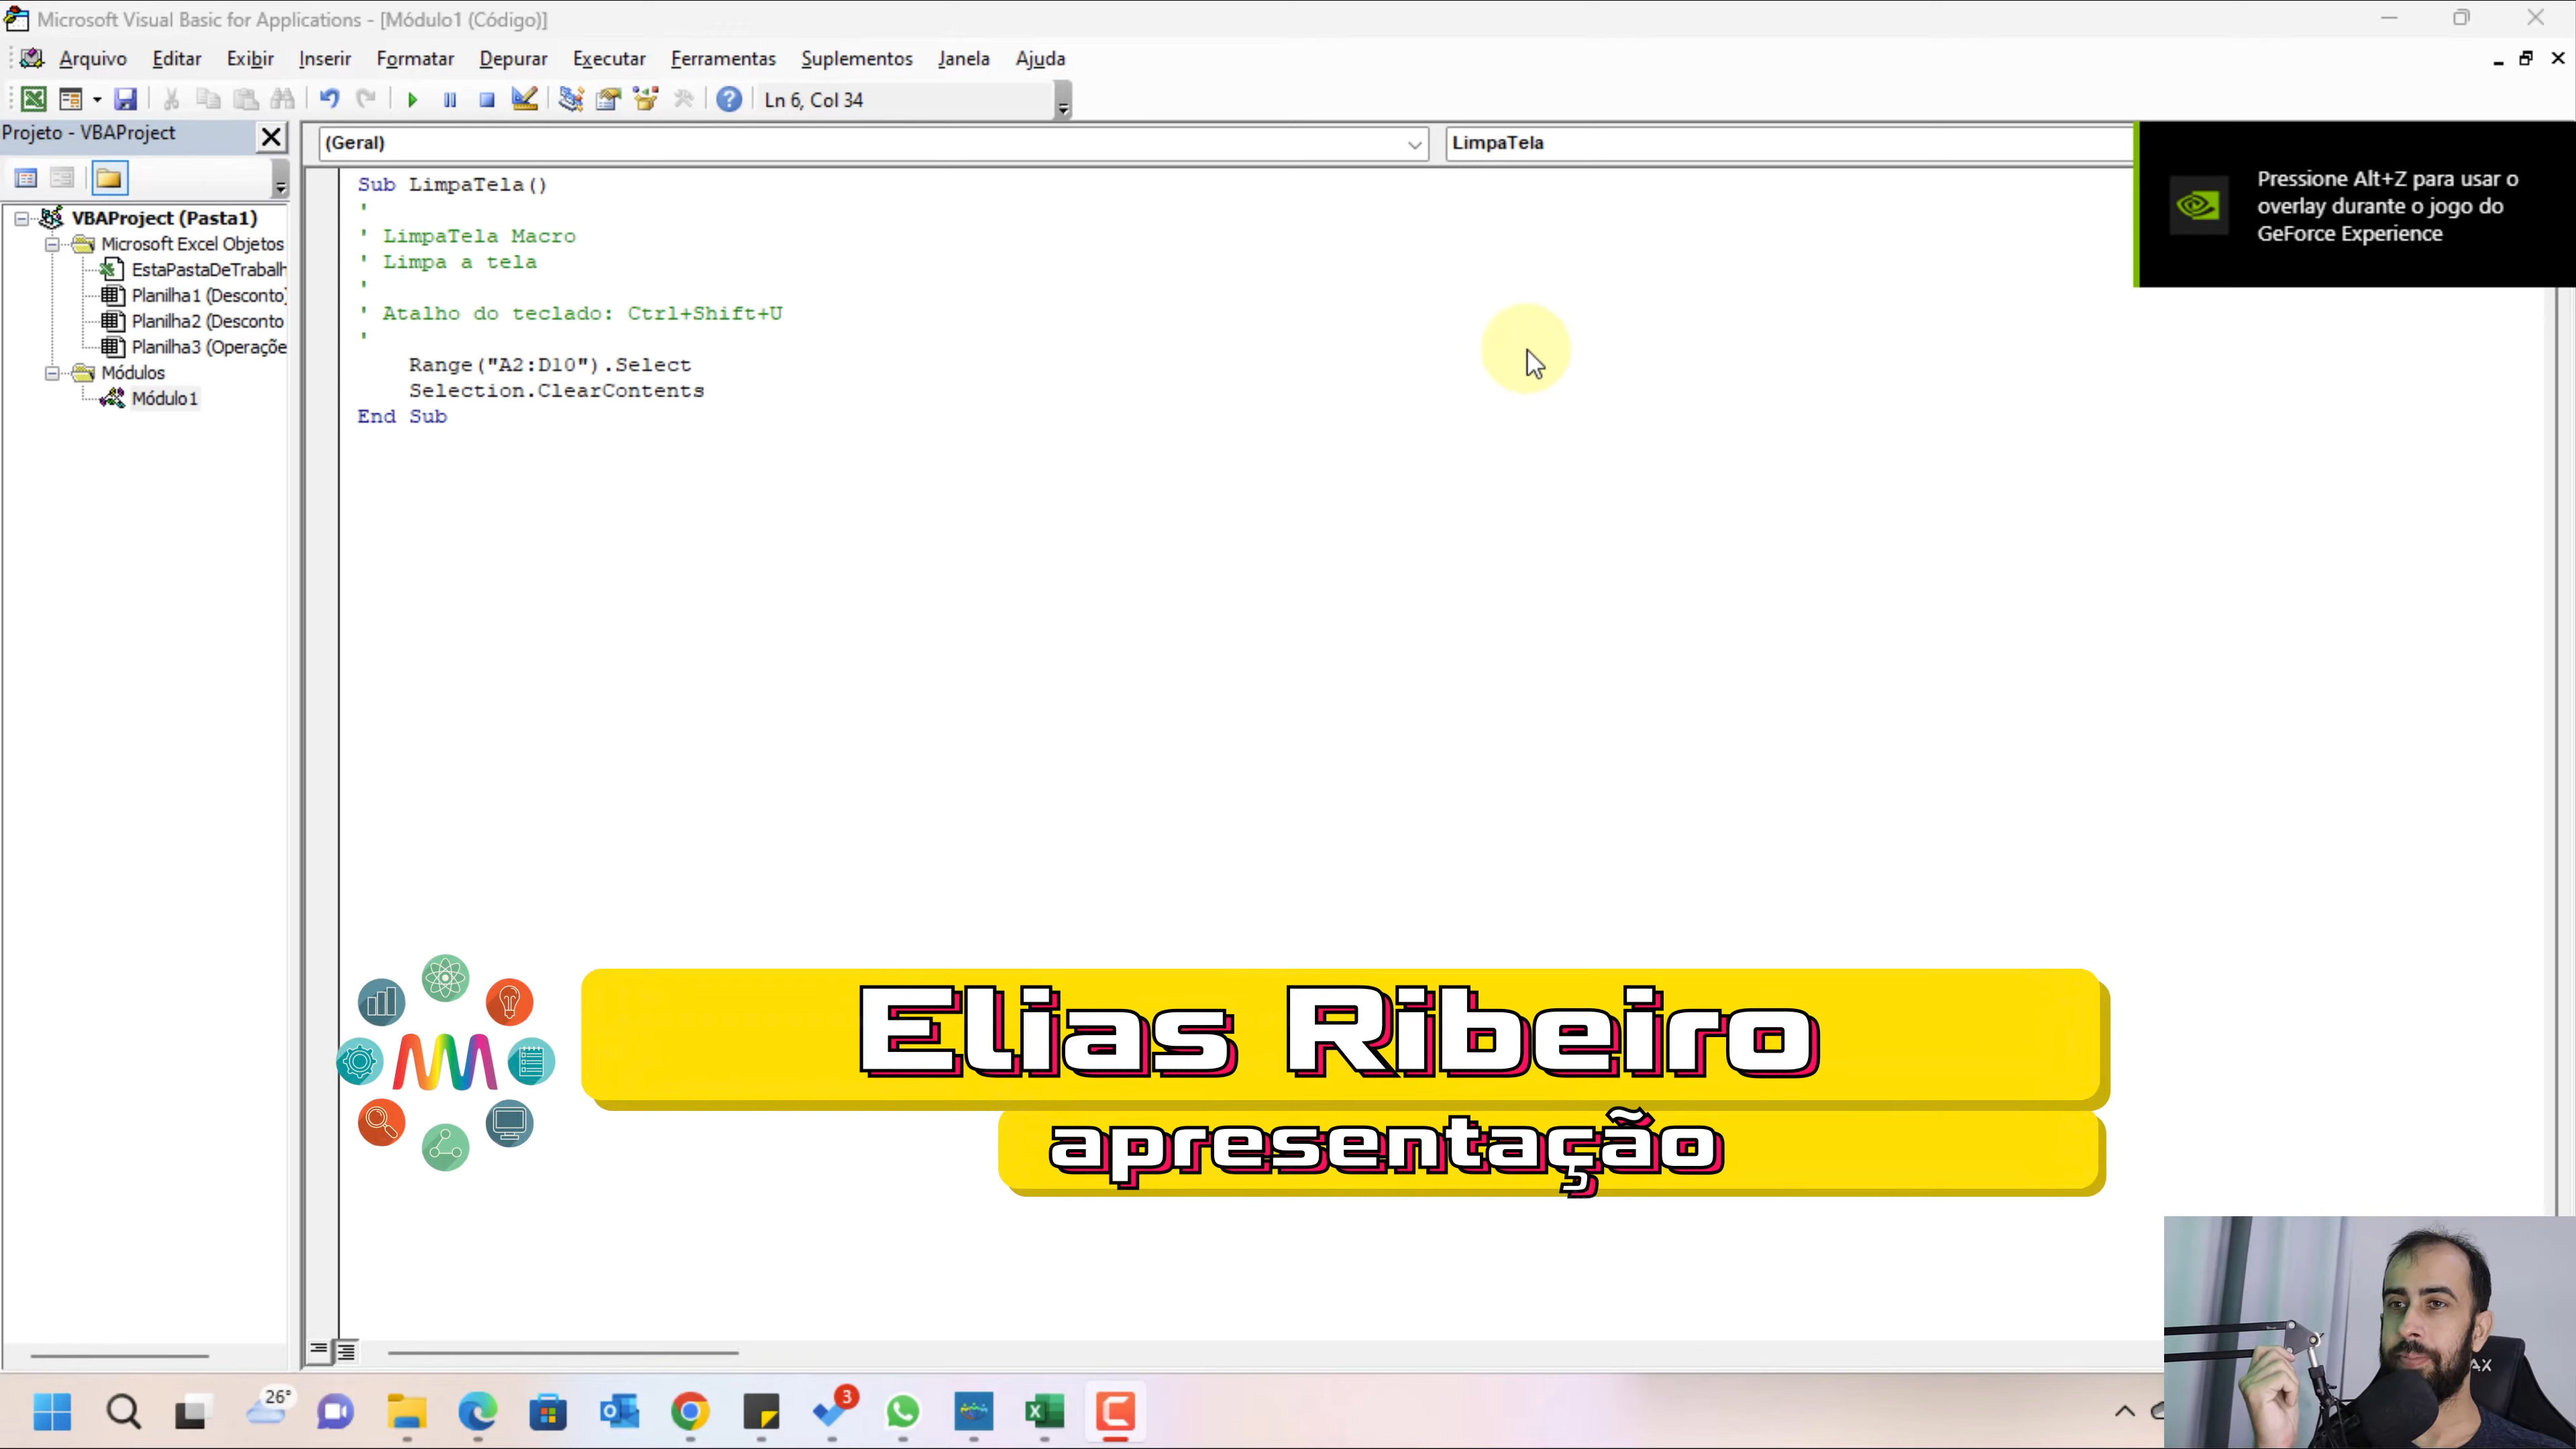 Microsoft Visual Basic for Applications - [Módulo1 (Código)]
Arquivo Editar Exibir Inserir Formatar Depurar Executar Ferramentas Suplementos Janela Ajuda
Ln 6, Col 34
Projeto - VBAProject
(Geral)
LimpaTela
VBAProject (Pasta1)
Microsoft Excel Objetos
EstaPastaDeTrabalh
Planilha1 (Desconto)
Planilha2 (Desconto
Planilha3 (Operaçõe
Módulos
Módulo1
Sub LimpaTela()
'
' LimpaTela Macro
' Limpa a tela
'
' Atalho do teclado: Ctrl+Shift+U
'
Range("A2:D10").Select
Selection.ClearContents
End Sub
Pressione Alt+Z para usar o
overlay durante o jogo do
GeForce Experience
Elias Ribeiro
apresentação
26°
3